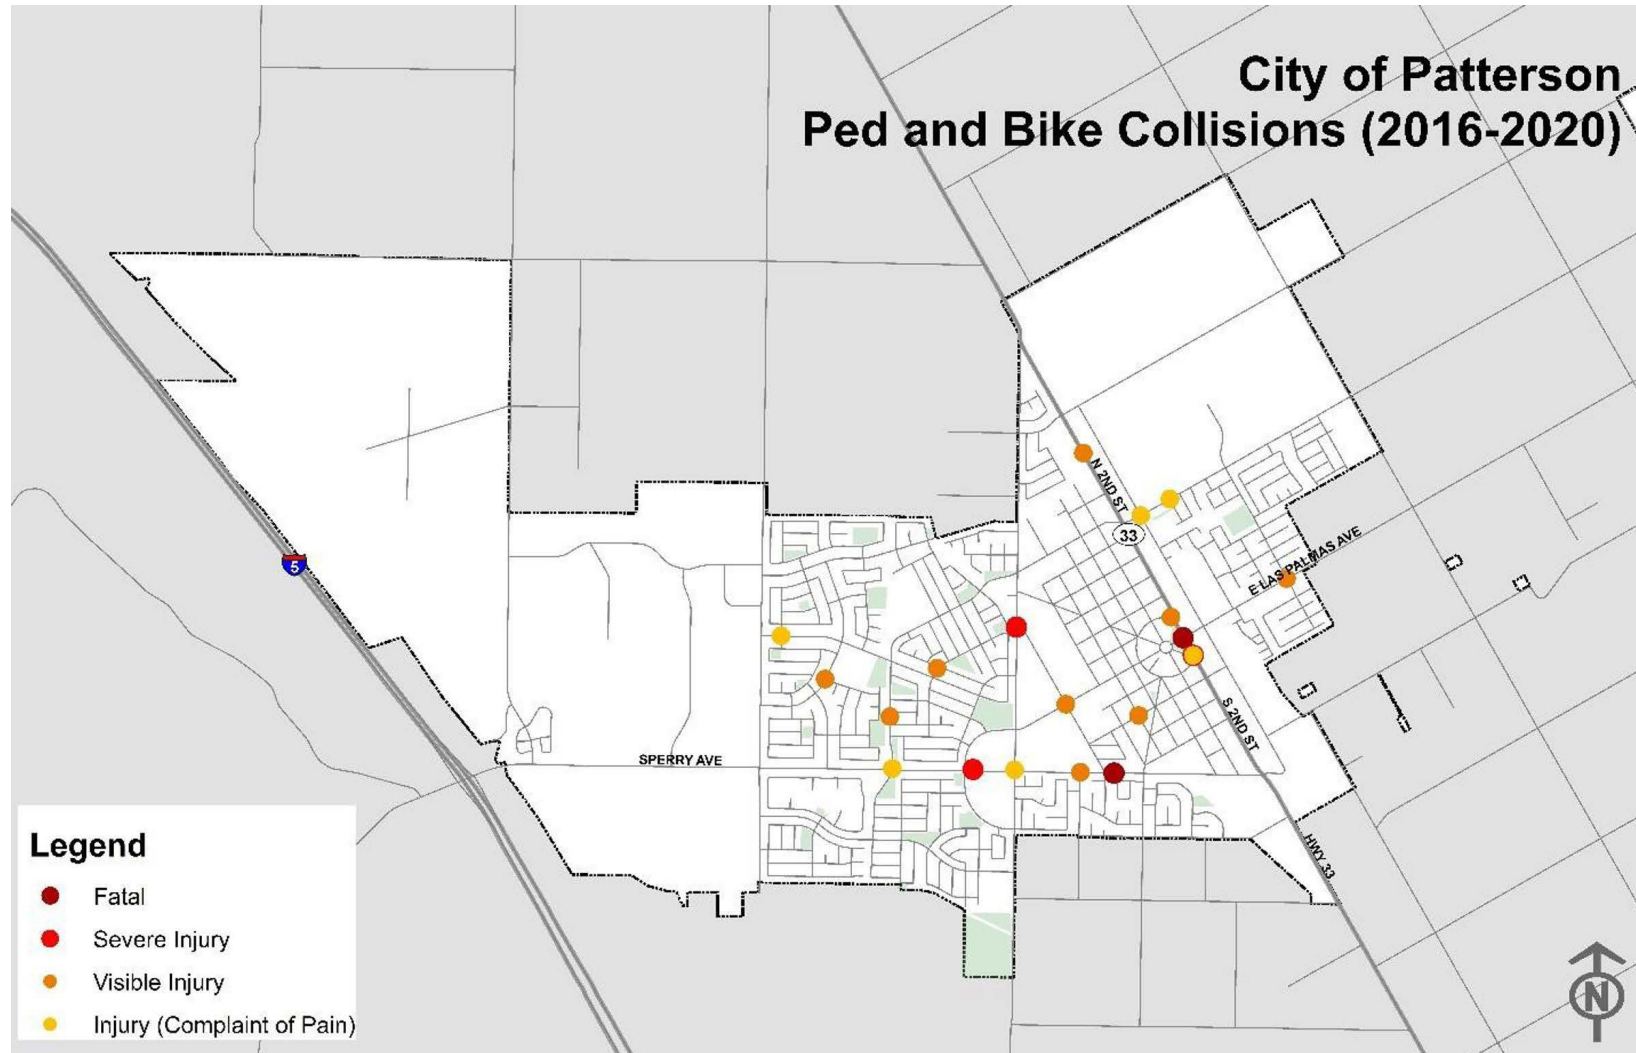 City of Patterson
Ped and Bike Collisions (2016-2020)
N 2ND ST
33
E LAS PALMAS AVE
5
S 2ND ST
SPERRY AVE
HWY 33
Legend
Fatal
Severe Injury
Visible Injury
Injury (Complaint of Pain)
N